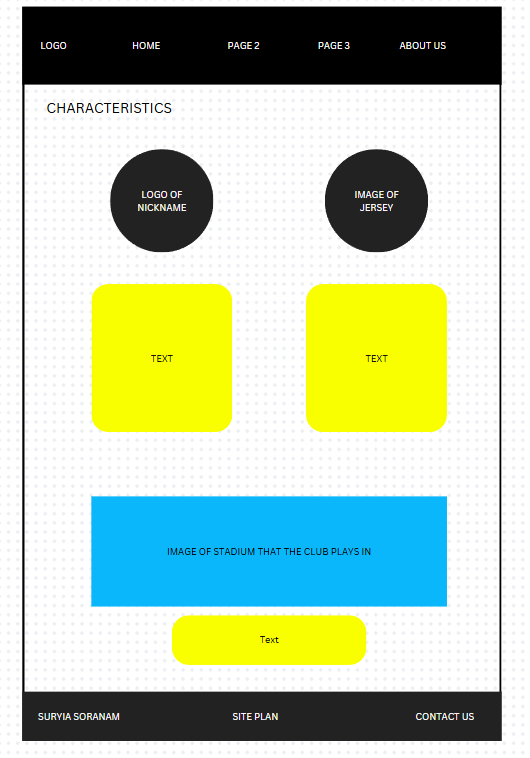 LOGO HOME PAGE 2 PAGE 3 ABOUT US
CHARACTERISTICS
LOGO OF
NICKNAME
IMAGE OF
JERSEY
TEXT
TEXT
IMAGE OF STADIUM THAT THE CLUB PLAYS IN
Text
SURYIA SORANAM SITE PLAN CONTACT US